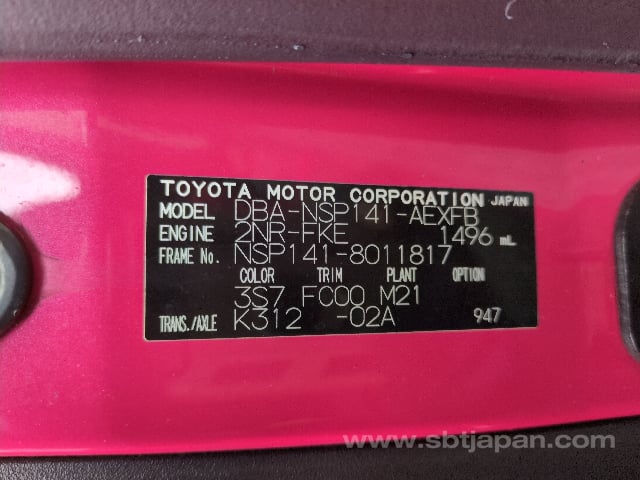 TOYOTA MOTOR CORPORATION JAPAN
MODEL DBA-NSP141-AEXFB
ENGINE 2NR-FKE 1496 mL
FRAME No. NSP141-8011817
COLOR TRIM PLANT OPTION
3S7 FC00 M21
TRANS./AXLE K312 -02A 947
www.sbtjapan.com